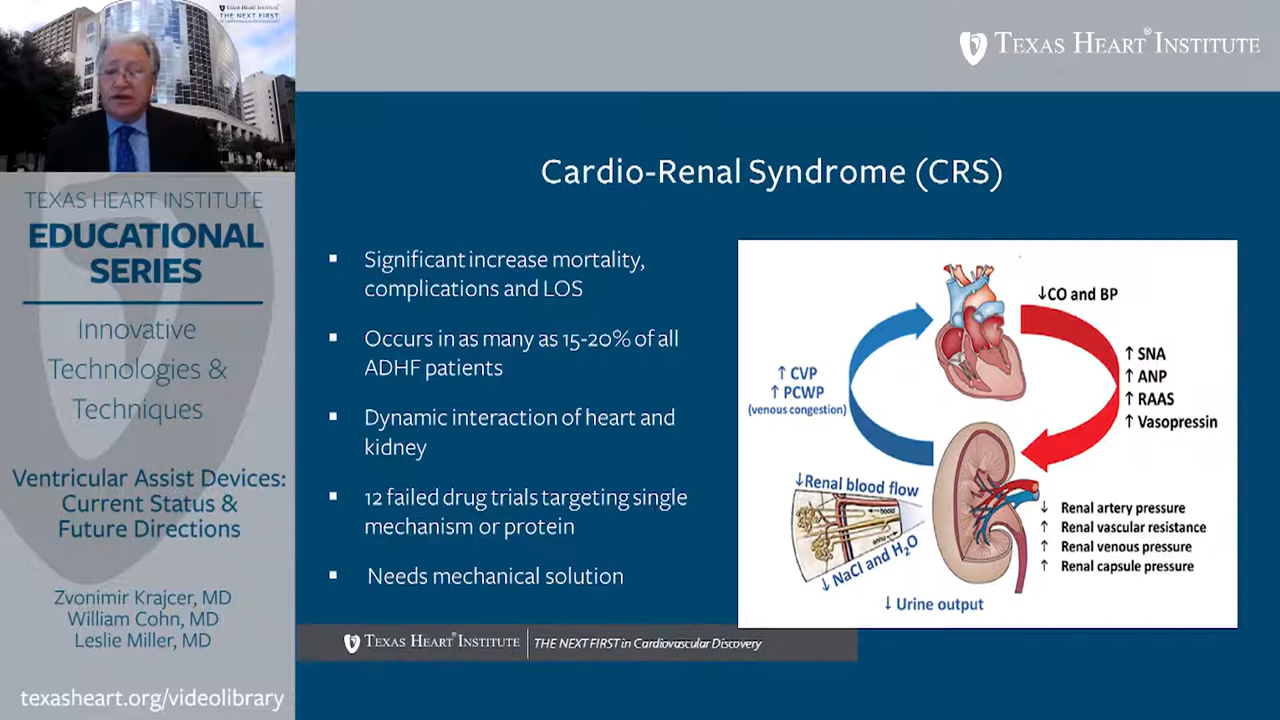 TEXAS HEART INSTITUTE
THE NEXT FIRST
TEXAS HEART® INSTITUTE
TEXAS HEART INSTITUTE
EDUCATIONAL
SERIES
Innovative
Technologies &
Techniques
Ventricular Assist Devices:
Current Status &
Future Directions
Zvonimir Krajcer, MD
William Cohn, MD
Leslie Miller, MD
texasheart.org/videolibrary
Cardio-Renal Syndrome (CRS)
▪ Significant increase mortality,
complications and LOS
▪ Occurs in as many as 15-20% of all
ADHF patients
▪ Dynamic interaction of heart and
kidney
▪ 12 failed drug trials targeting single
mechanism or protein
▪ Needs mechanical solution
↓CO and BP
↑ SNA
↑ ANP
↑ RAAS
↑ Vasopressin
↑ CVP
↑ PCWP
(venous congestion)
↓Renal blood flow
↓ NaCl and H₂O
↓ Urine output
↓ Renal artery pressure
↑ Renal vascular resistance
↑ Renal venous pressure
↑ Renal capsule pressure
TEXAS HEART INSTITUTE
THE NEXT FIRST in Cardiovascular Discovery